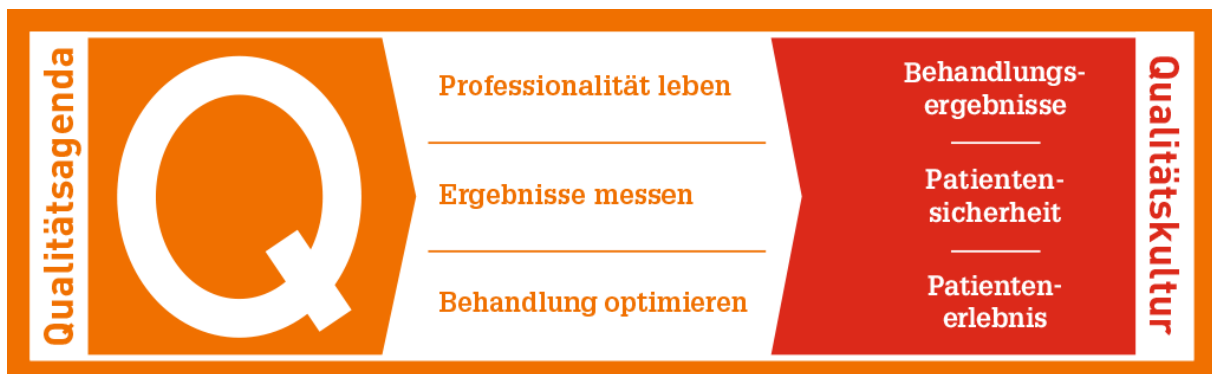 Qualitätsagenda
Q
Professionalität leben
Ergebnisse messen
Behandlung optimieren
Behandlungs-
ergebnisse
Patienten-
sicherheit
Patienten-
erlebnis
Qualitätskultur